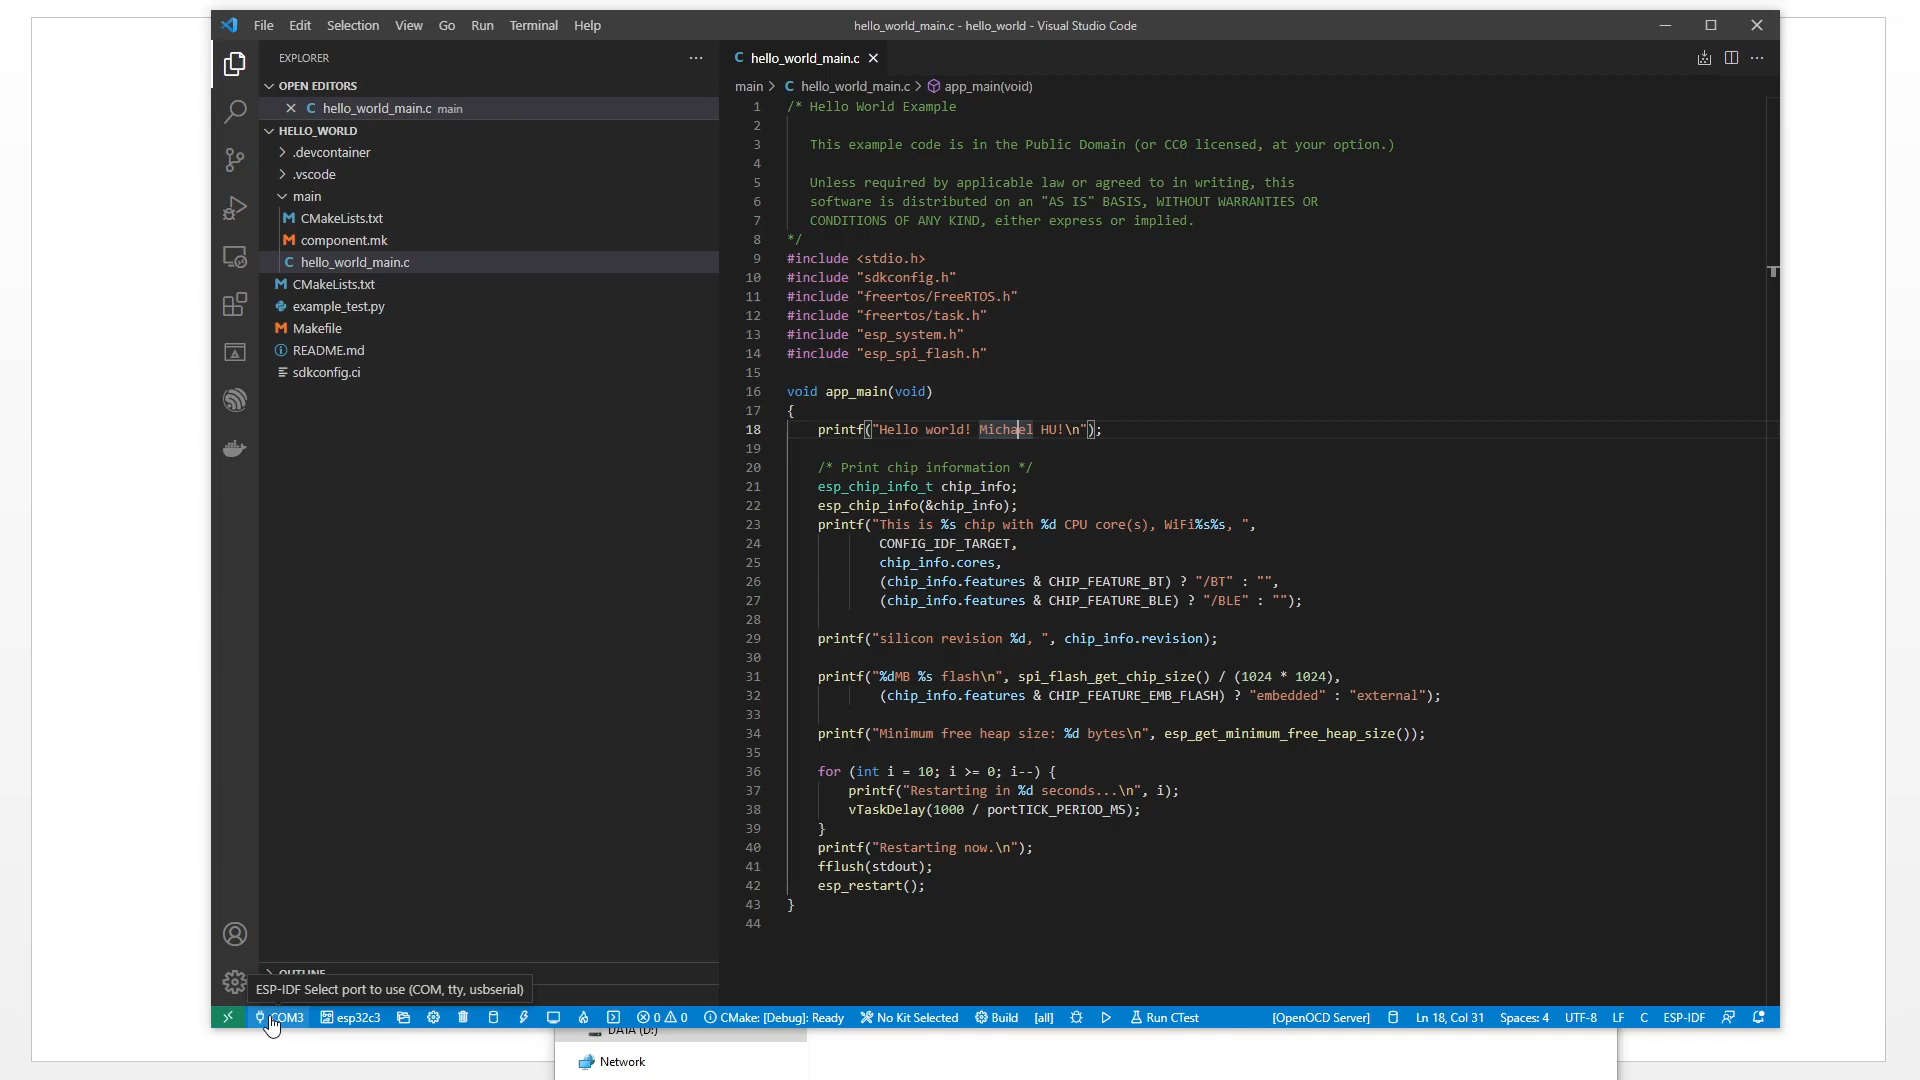 File Edit Selection View Go Run Terminal Help
hello_world_main.c - hello_world - Visual Studio Code
EXPLORER
OPEN EDITORS
hello_world_main.c main
HELLO_WORLD
.devcontainer
.vscode
main
CMakeLists.txt
component.mk
hello_world_main.c
CMakeLists.txt
example_test.py
Makefile
README.md
sdkconfig.ci
OUTLINE
hello_world_main.c
main > hello_world_main.c > app_main(void)
1 /* Hello World Example
2
3 This example code is in the Public Domain (or CC0 licensed, at your option.)
4
5 Unless required by applicable law or agreed to in writing, this
6 software is distributed on an "AS IS" BASIS, WITHOUT WARRANTIES OR
7 CONDITIONS OF ANY KIND, either express or implied.
8 */
9 #include <stdio.h>
10 #include "sdkconfig.h"
11 #include "freertos/FreeRTOS.h"
12 #include "freertos/task.h"
13 #include "esp_system.h"
14 #include "esp_spi_flash.h"
15
16 void app_main(void)
17 {
18 printf("Hello world! Michael HU!\n");
19
20 /* Print chip information */
21 esp_chip_info_t chip_info;
22 esp_chip_info(&chip_info);
23 printf("This is %s chip with %d CPU core(s), WiFi%s%s, ",
24 CONFIG_IDF_TARGET,
25 chip_info.cores,
26 (chip_info.features & CHIP_FEATURE_BT) ? "/BT" : "",
27 (chip_info.features & CHIP_FEATURE_BLE) ? "/BLE" : "");
28
29 printf("silicon revision %d, ", chip_info.revision);
30
31 printf("%dMB %s flash\n", spi_flash_get_chip_size() / (1024 * 1024),
32 (chip_info.features & CHIP_FEATURE_EMB_FLASH) ? "embedded" : "external");
33
34 printf("Minimum free heap size: %d bytes\n", esp_get_minimum_free_heap_size());
35
36 for (int i = 10; i >= 0; i--) {
37 printf("Restarting in %d seconds...\n", i);
38 vTaskDelay(1000 / portTICK_PERIOD_MS);
39 }
40 printf("Restarting now.\n");
41 fflush(stdout);
42 esp_restart();
43 }
44
ESP-IDF Select port to use (COM, tty, usbserial)
COM3 esp32c3 0 0 CMake: [Debug]: Ready No Kit Selected Build [all] Run CTest [OpenOCD Server] Ln 18, Col 31 Spaces: 4 UTF-8 LF C ESP-IDF
DATA (D:)
Network